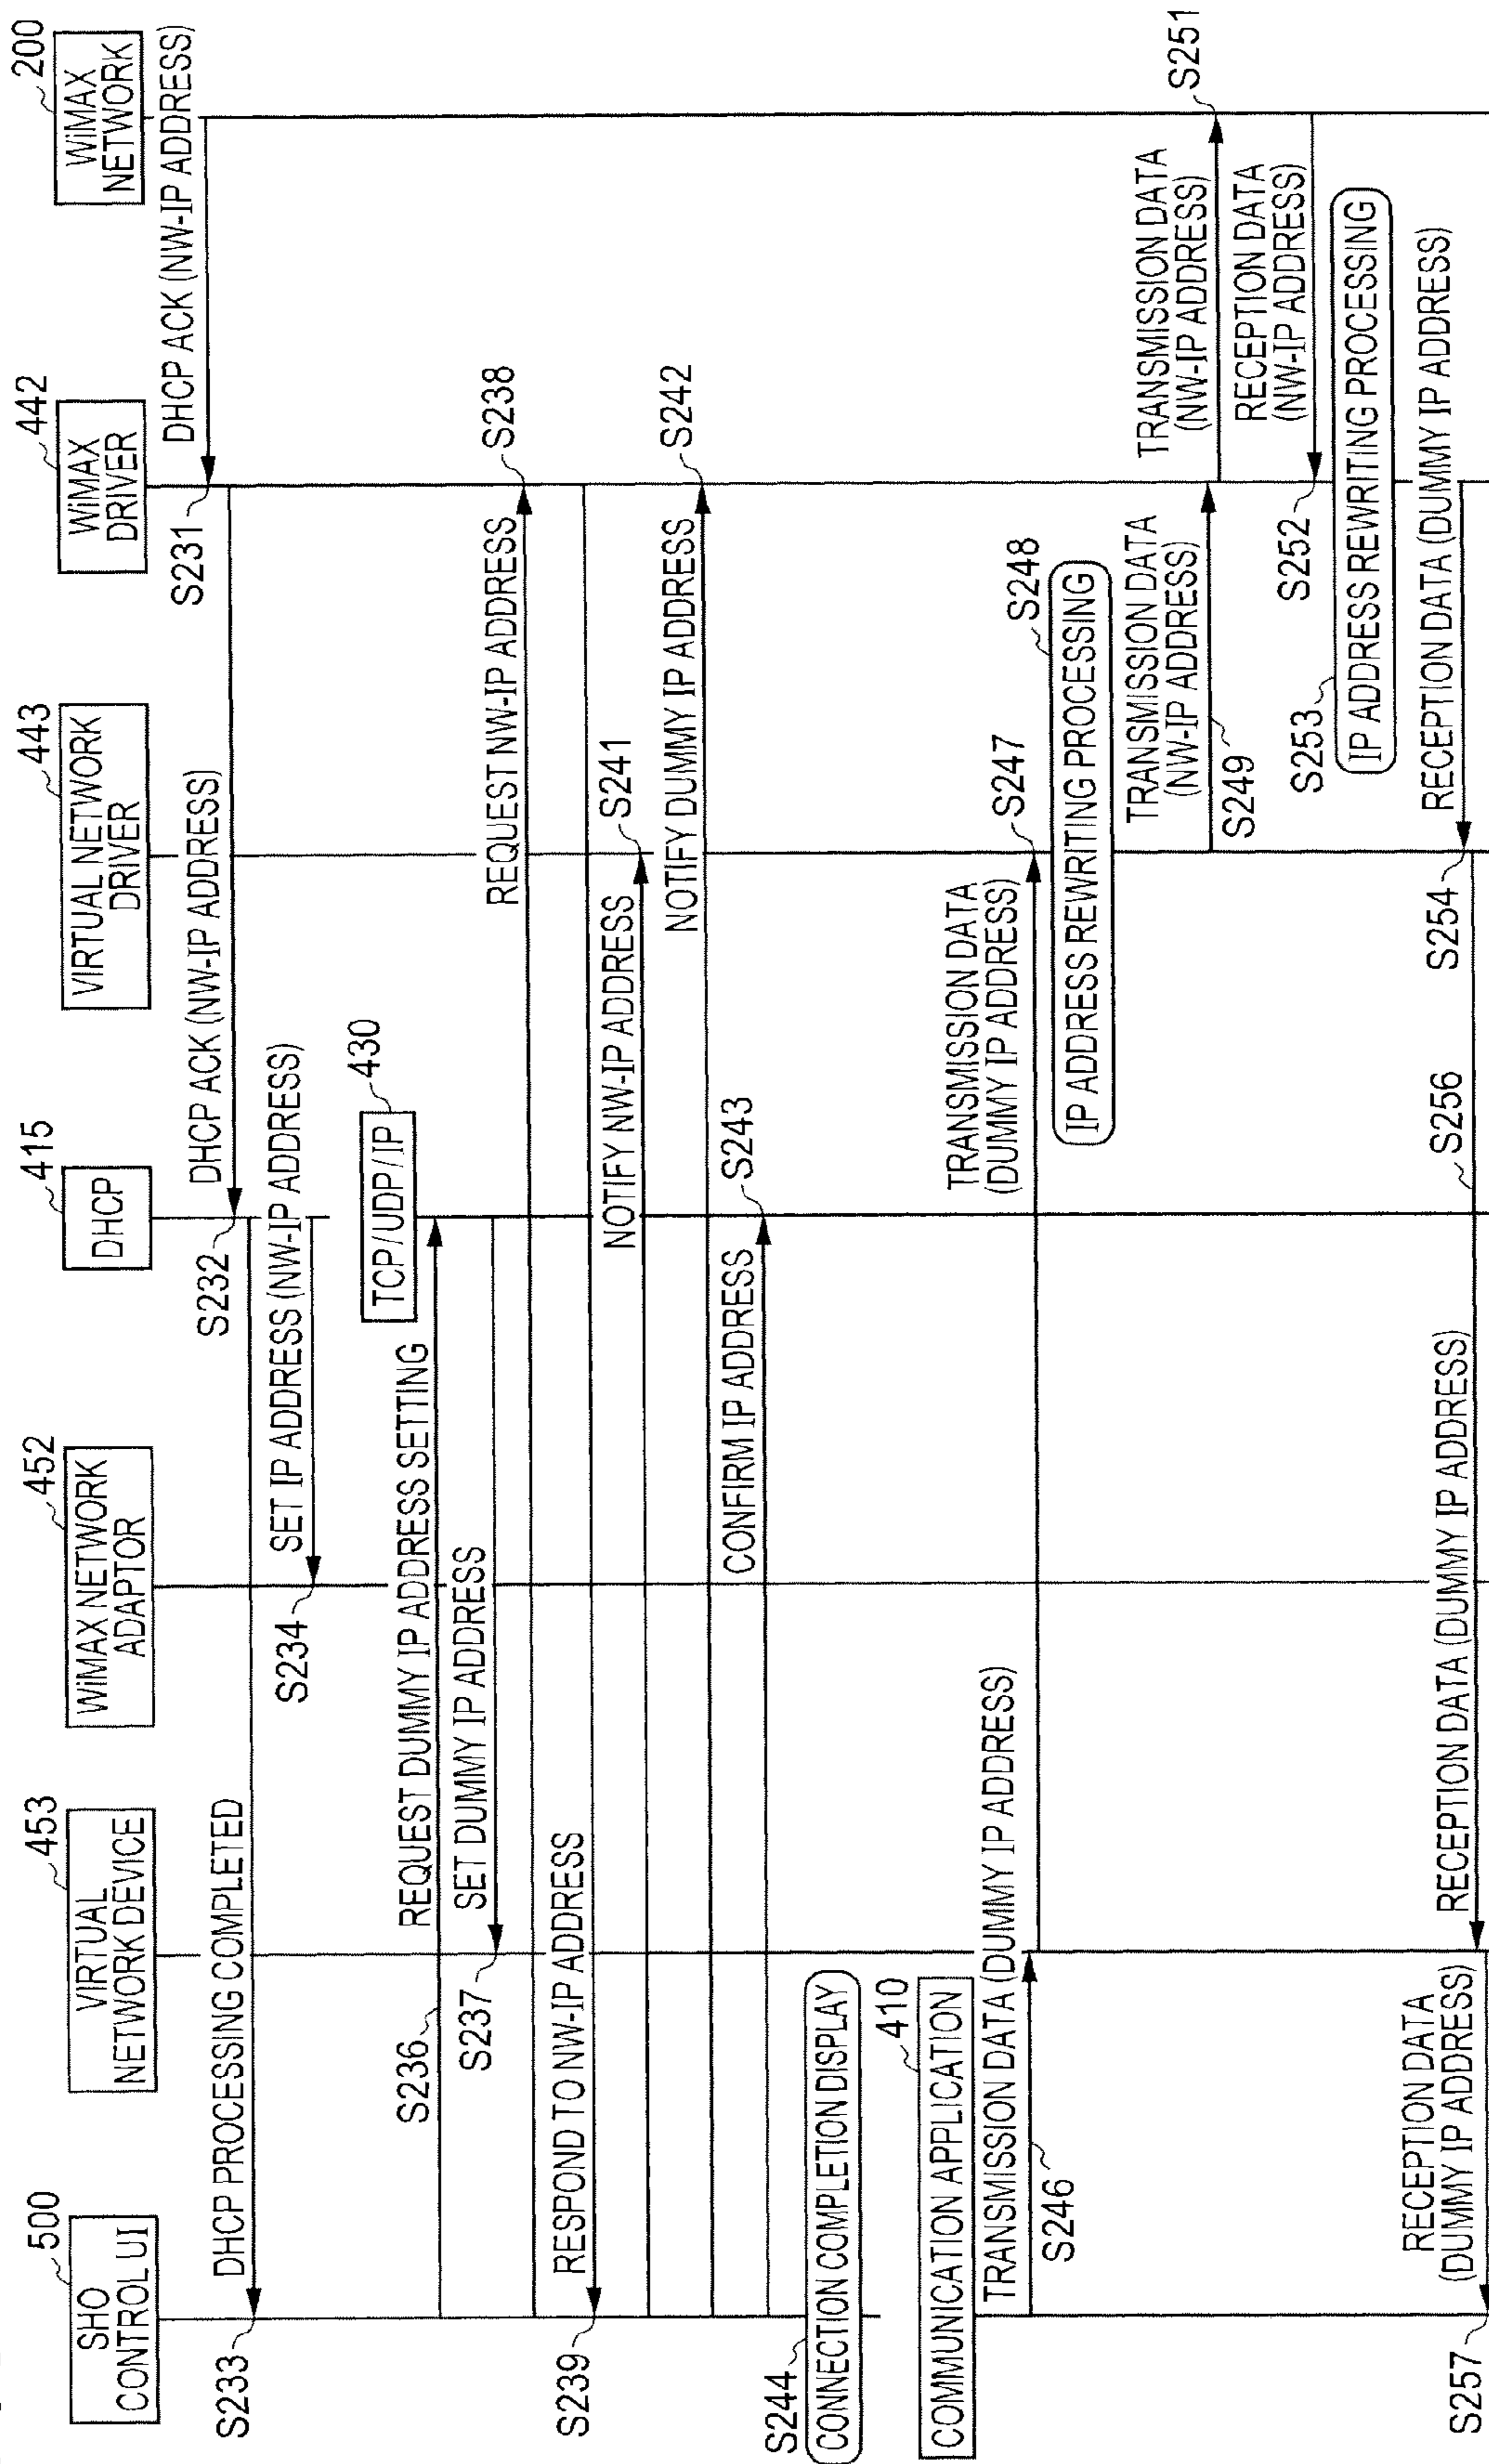 500
SHO
CONTROL UI
453
VIRTUAL
NETWORK DEVICE
452
WiMAX NETWORK
ADAPTOR
415
DHCP
443
VIRTUAL NETWORK
DRIVER
442
WiMAX
DRIVER
200
WiMAX
NETWORK
DHCP ACK (NW-IP ADDRESS)
S231
DHCP ACK (NW-IP ADDRESS)
S232
DHCP PROCESSING COMPLETED
S233
SET IP ADDRESS (NW-IP ADDRESS)
S234
TCP/UDP/IP
430
REQUEST DUMMY IP ADDRESS SETTING
S236
SET DUMMY IP ADDRESS
S237
REQUEST NW-IP ADDRESS
S238
RESPOND TO NW-IP ADDRESS
S239
NOTIFY NW-IP ADDRESS
S241
NOTIFY DUMMY IP ADDRESS
S242
CONFIRM IP ADDRESS
S243
S244
CONNECTION COMPLETION DISPLAY
410
COMMUNICATION APPLICATION
TRANSMISSION DATA (DUMMY IP ADDRESS)
S246
TRANSMISSION DATA
(DUMMY IP ADDRESS)
S247
S248
IP ADDRESS REWRITING PROCESSING
TRANSMISSION DATA
(NW-IP ADDRESS)
S249
TRANSMISSION DATA
(NW-IP ADDRESS)
S251
RECEPTION DATA
(NW-IP ADDRESS)
S252
S253
IP ADDRESS REWRITING PROCESSING
RECEPTION DATA (DUMMY IP ADDRESS)
S254
RECEPTION DATA (DUMMY IP ADDRESS)
S256
RECEPTION DATA
(DUMMY IP ADDRESS)
S257